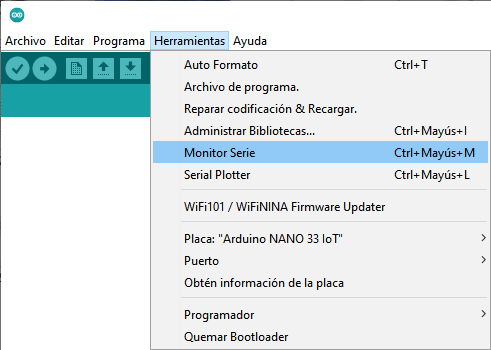 Archivo Editar Programa Herramientas Ayuda
Auto Formato Ctrl+T
Archivo de programa.
Reparar codificación & Recargar.
Administrar Bibliotecas... Ctrl+Mayús+I
Monitor Serie Ctrl+Mayús+M
Serial Plotter Ctrl+Mayús+L
WiFi101 / WiFiNINA Firmware Updater
Placa: "Arduino NANO 33 IoT"
Puerto
Obtén información de la placa
Programador
Quemar Bootloader